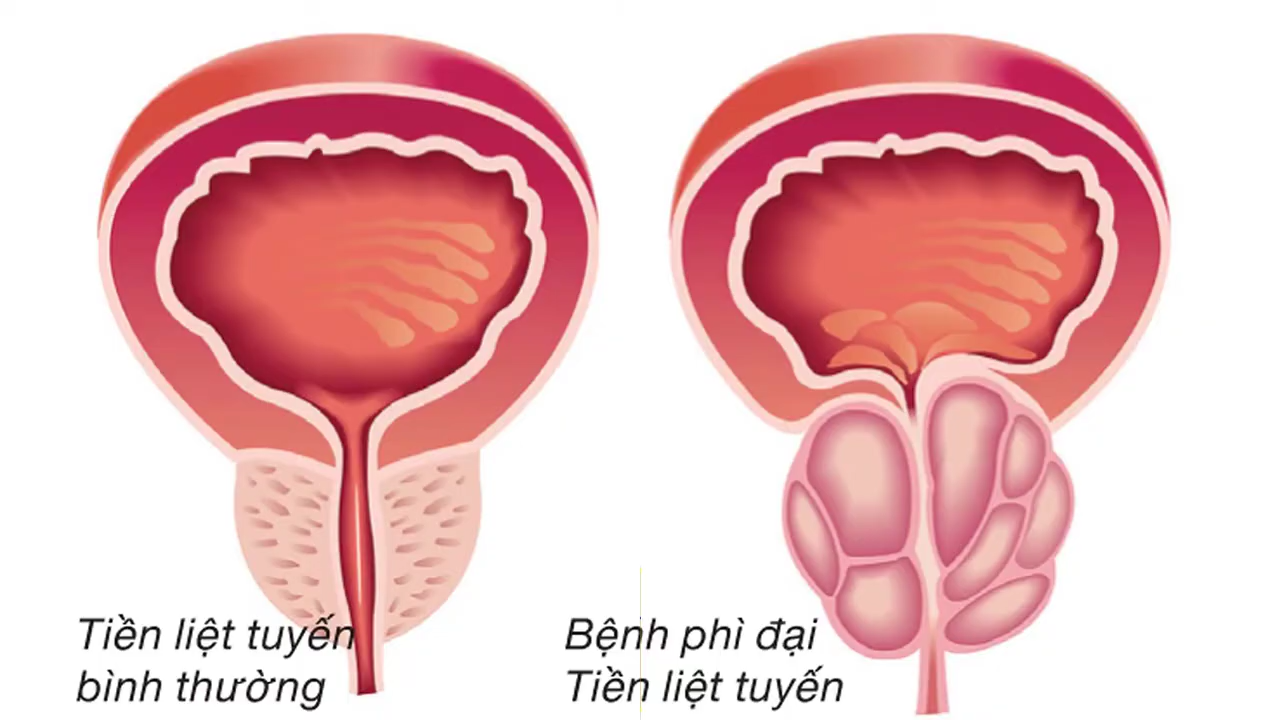 Tiền liệt tuyến
bình thường
Bệnh phì đại
Tiền liệt tuyến